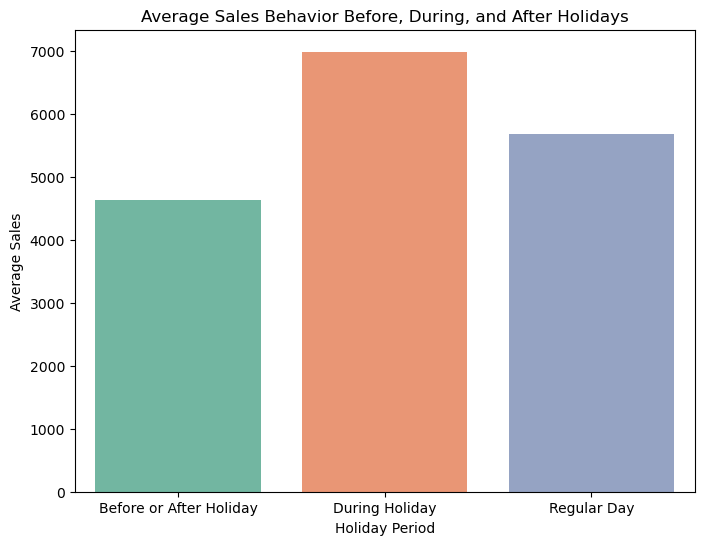 Average Sales Behavior Before, During, and After Holidays
7000
6000
5000
4000
3000
2000
1000
0
Average Sales
Before or After Holiday
During Holiday
Regular Day
Holiday Period